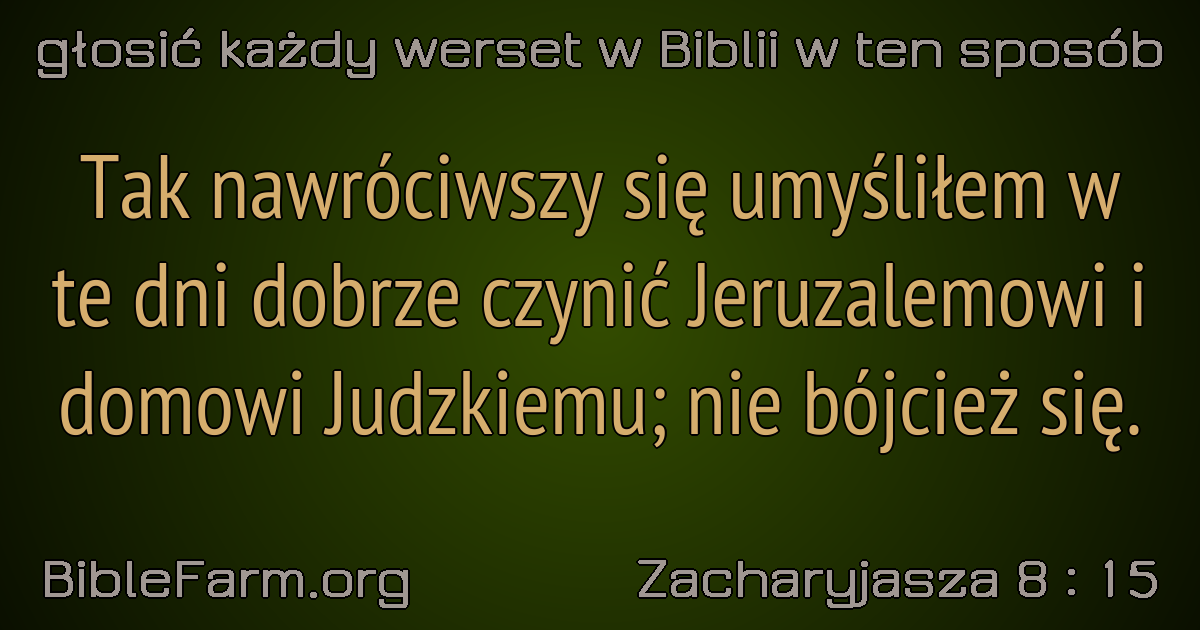 głosić każdy werset w Biblii w ten sposób
Tak nawróciwszy się umyśliłem w
te dni dobrze czynić Jeruzalemowi i
domowi Judzkiemu; nie bójcież się.
BibleFarm.org
Zacharyjasza 8 : 15